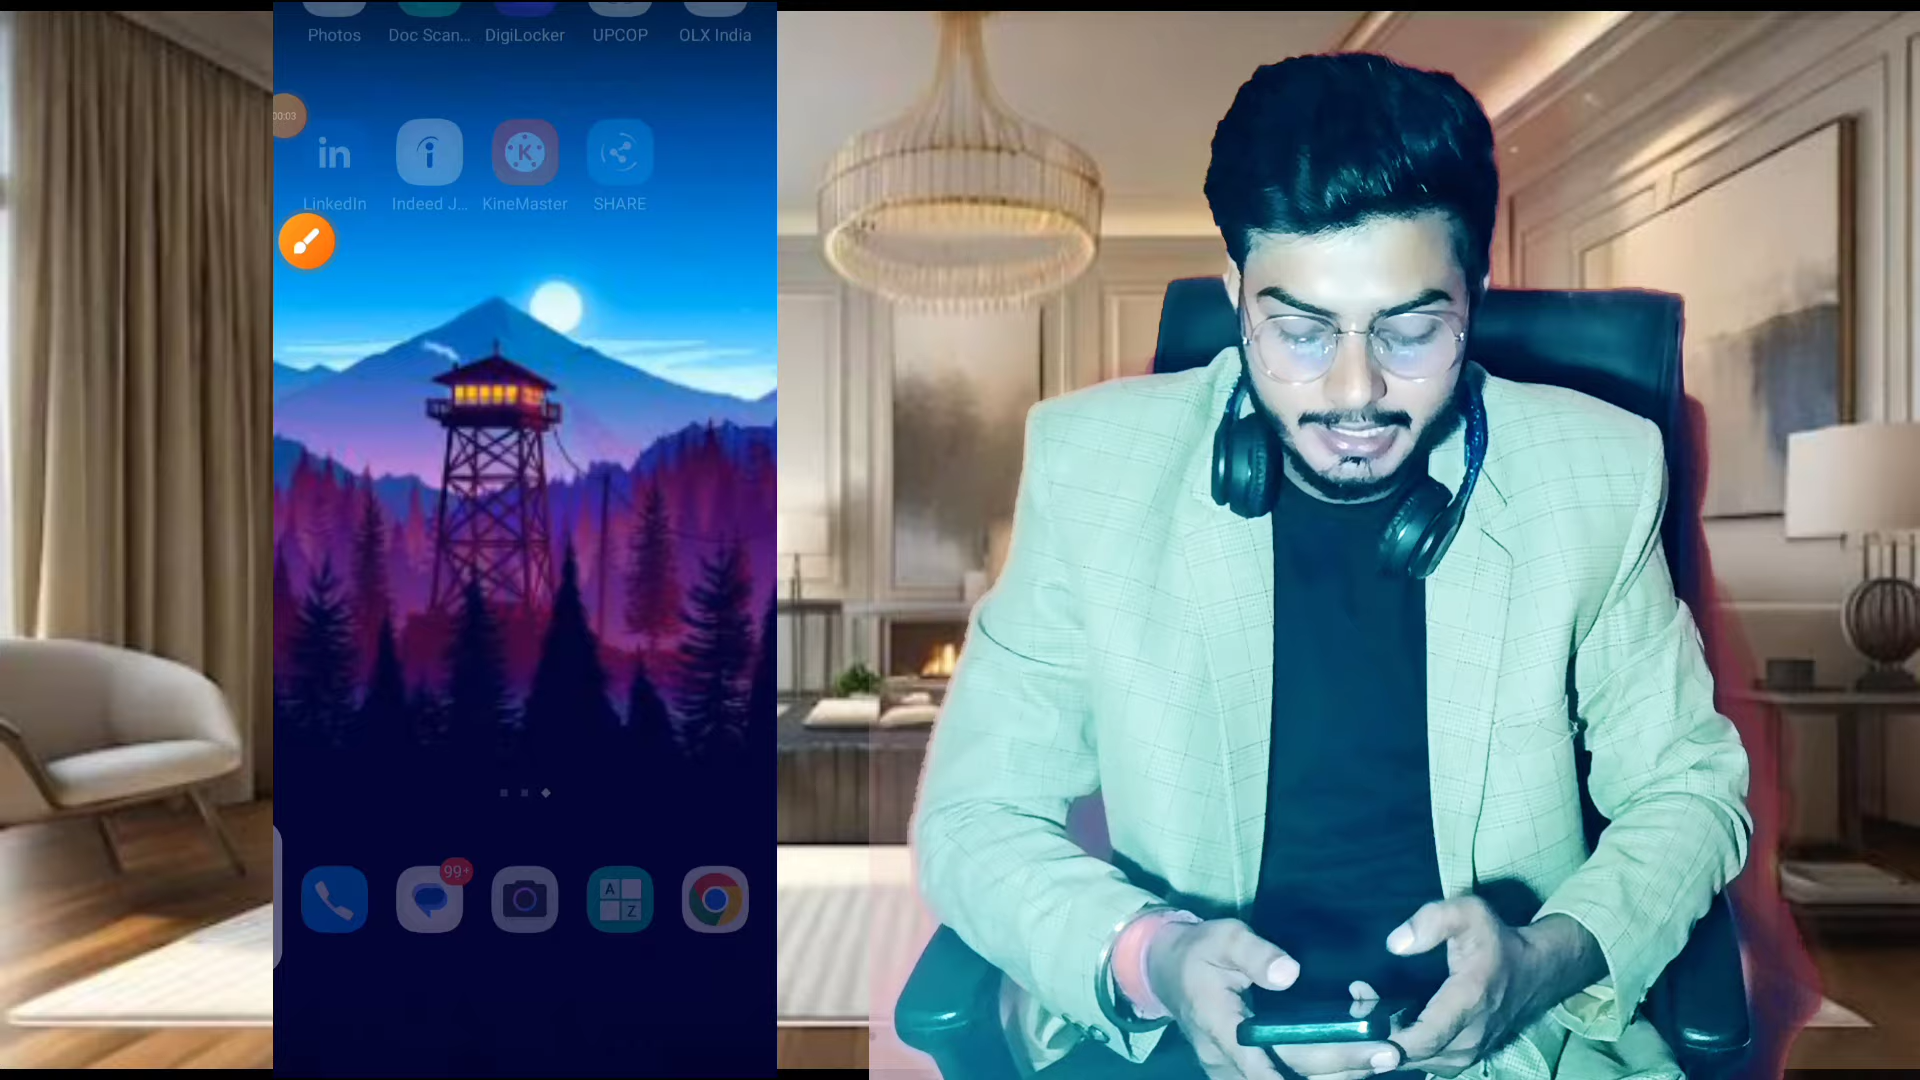 Photos Doc Scan... DigiLocker UPCOP OLX India
00:03
in K
LinkedIn Indeed J... KineMaster SHARE
99+
A
Z